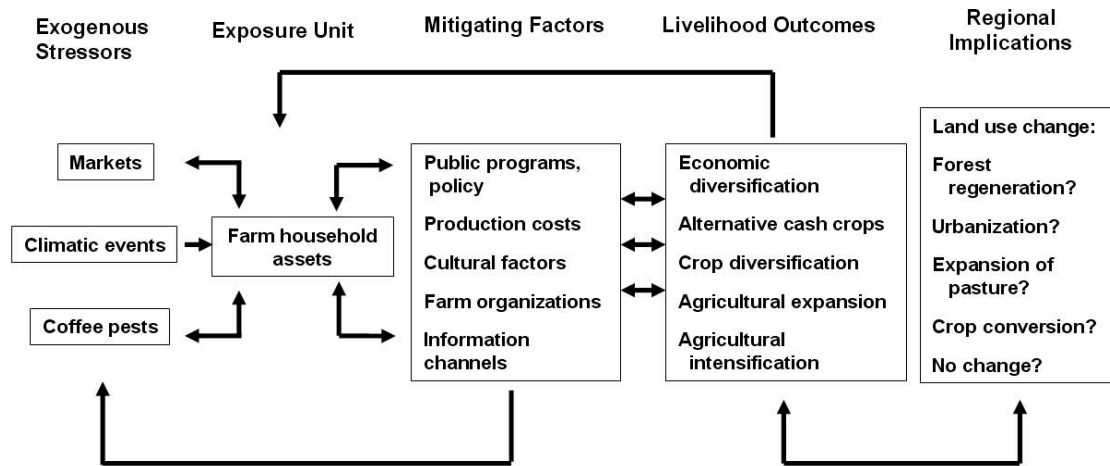 Exogenous
Stressors
Exposure Unit
Mitigating Factors
Livelihood Outcomes
Regional
Implications
Markets
Climatic events
Coffee pests
Farm household
assets
Public programs,
policy
Production costs
Cultural factors
Farm organizations
Information
channels
Economic
diversification
Alternative cash crops
Crop diversification
Agricultural expansion
Agricultural
intensification
Land use change:
Forest
regeneration?
Urbanization?
Expansion of
pasture?
Crop conversion?
No change?